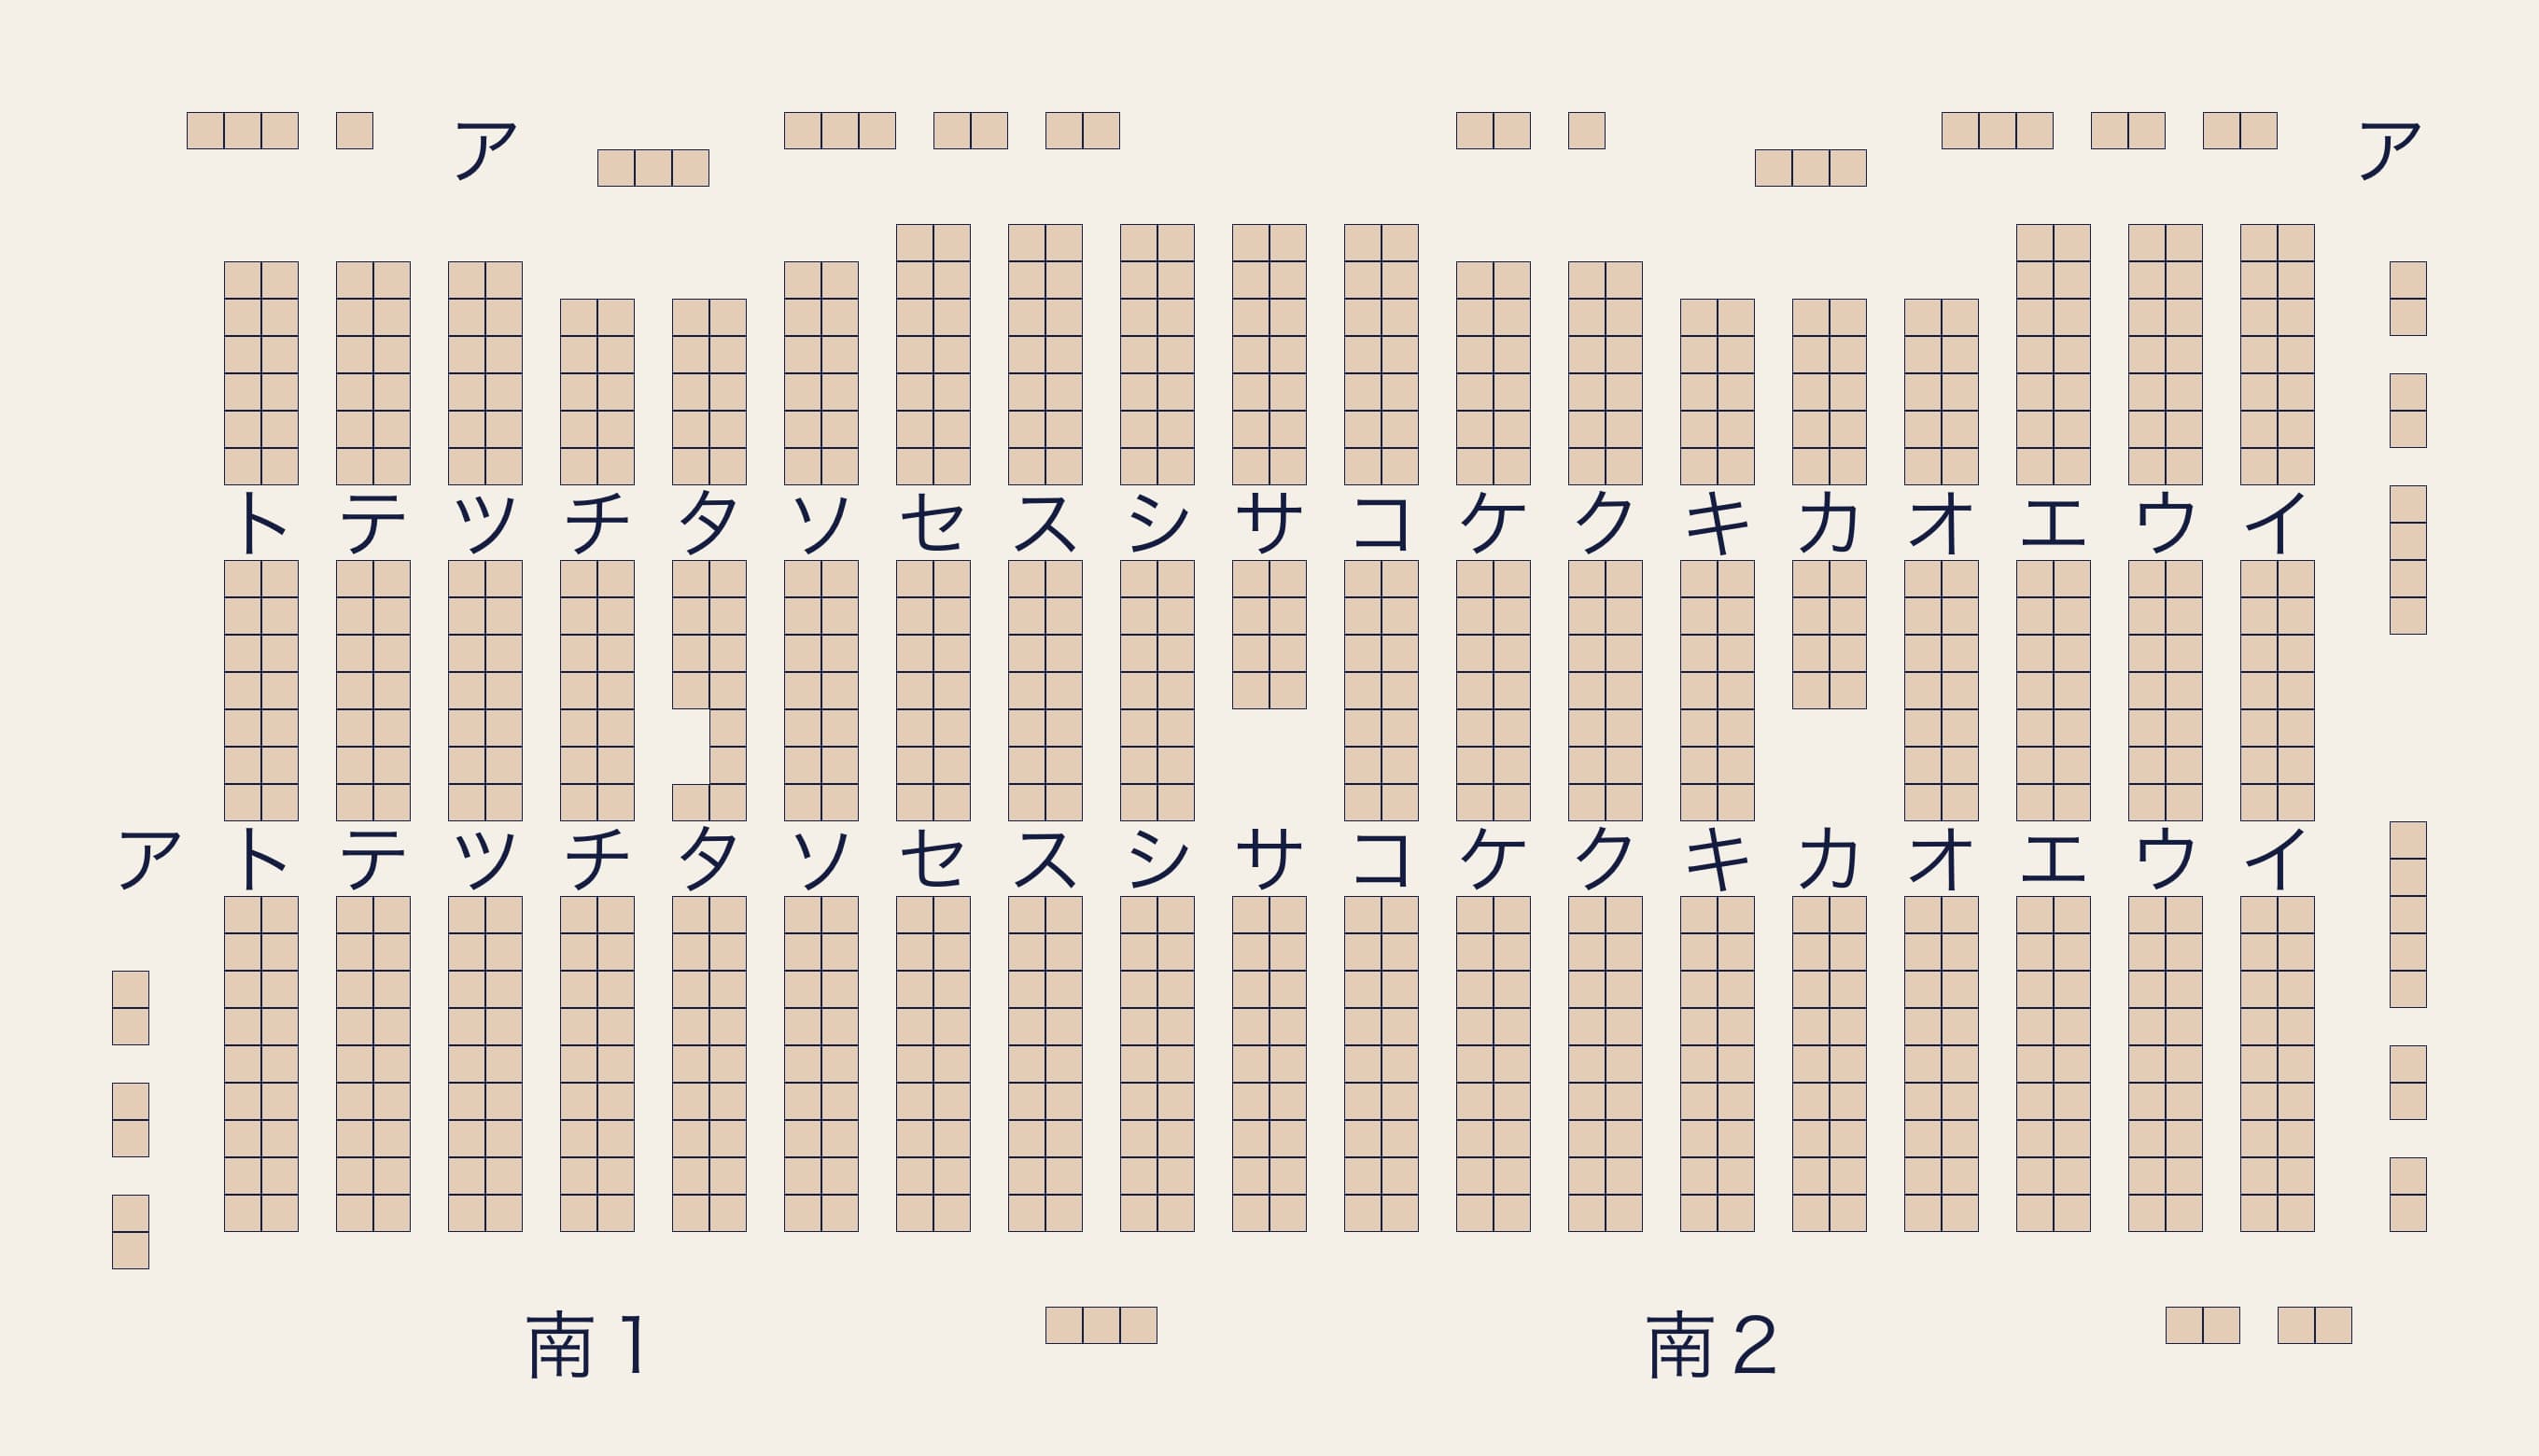 ア ア
ト テ ツ チ タ ソ セ ス シ サ コ ケ ク キ カ オ エ ウ イ
ア ト テ ツ チ タ ソ セ ス シ サ コ ケ ク キ カ オ エ ウ イ
南1 南2